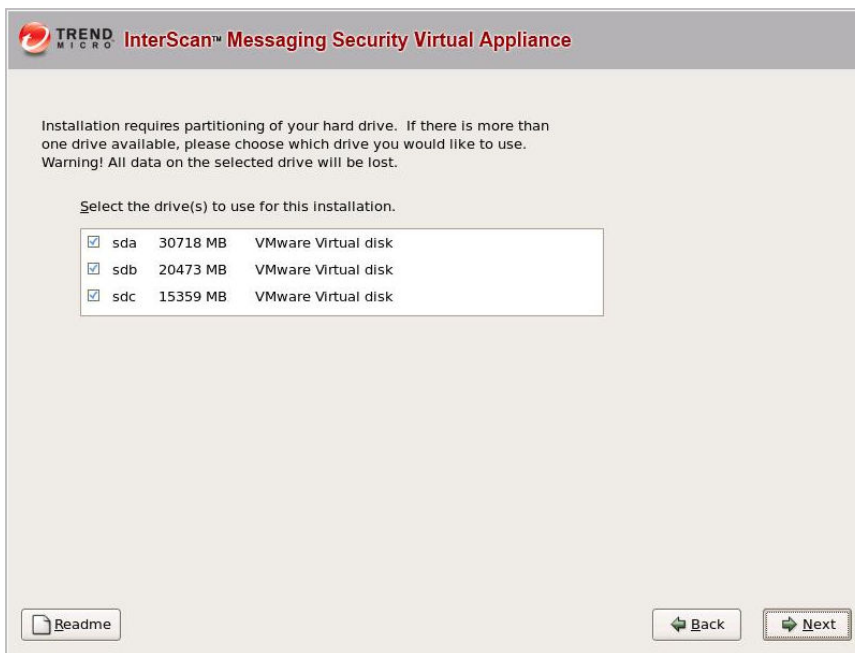 TREND MICRO InterScan™ Messaging Security Virtual Appliance
Installation requires partitioning of your hard drive. If there is more than
one drive available, please choose which drive you would like to use.
Warning! All data on the selected drive will be lost.
Select the drive(s) to use for this installation.
sda 30718 MB VMware Virtual disk
sdb 20473 MB VMware Virtual disk
sdc 15359 MB VMware Virtual disk
Readme Back Next